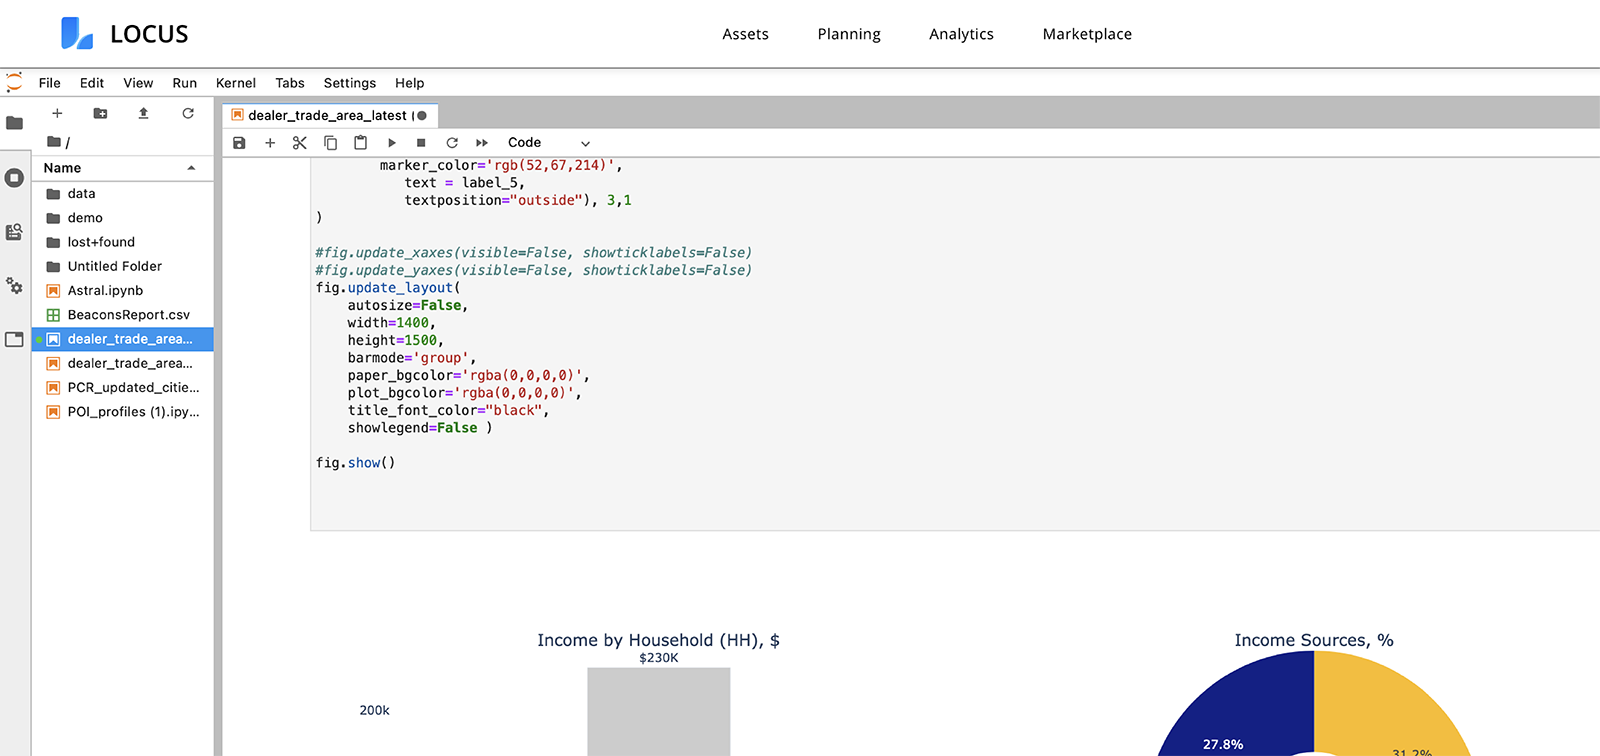 LOCUS
Assets Planning Analytics Marketplace
File Edit View Run Kernel Tabs Settings Help
/
Name
data
demo
lost+found
Untitled Folder
Astral.ipynb
BeaconsReport.csv
dealer_trade_area...
dealer_trade_area...
PCR_updated_citie...
POI_profiles (1).ipy...
dealer_trade_area_latest (
Code
marker_color='rgb(52,67,214)',
text = label_5,
textposition="outside"), 3,1
)
#fig.update_xaxes(visible=False, showticklabels=False)
#fig.update_yaxes(visible=False, showticklabels=False)
fig.update_layout(
autosize=False,
width=1400,
height=1500,
barmode='group',
paper_bgcolor='rgba(0,0,0,0)',
plot_bgcolor='rgba(0,0,0,0)',
title_font_color="black",
showlegend=False )
fig.show()
Income by Household (HH), $
$230K
200k
Income Sources, %
27.8%
31.2%